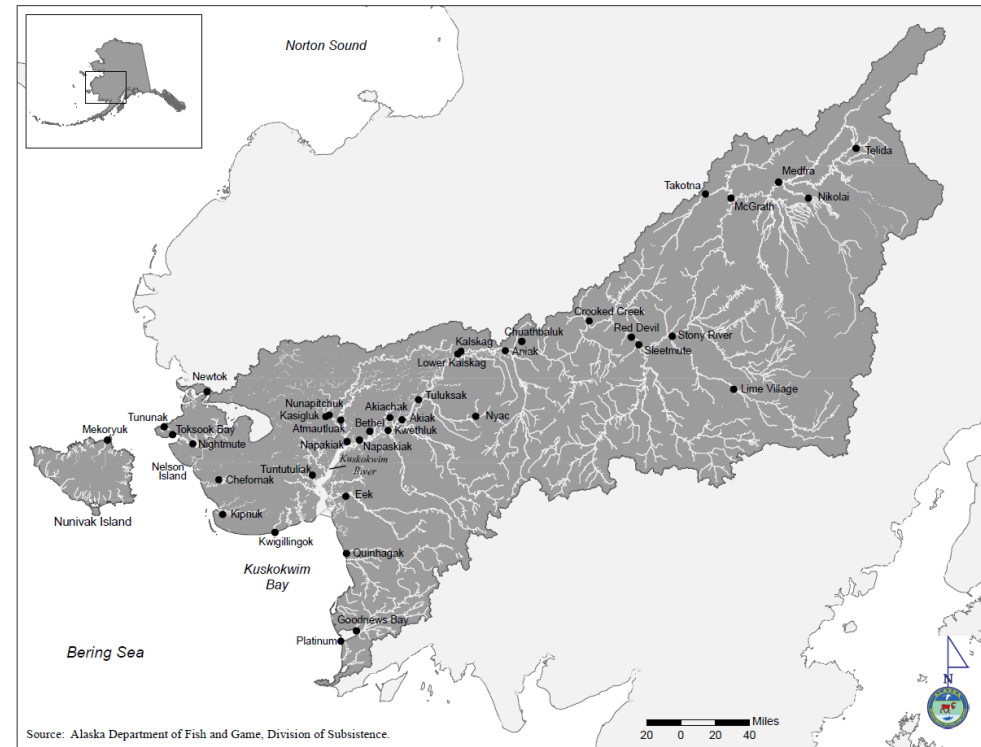 Norton Sound
Telida
Medfra
Takotna
McGrath
Nikolai
Crooked Creek
Chuathbaluk
Red Devil
Stony River
Kalskag
Sleetmute
Aniak
Lower Kalskag
Newtok
Lime Village
Tuluksak
Nunapitchuk
Akiachak
Kasigluk
Akiak
Nyac
Tununak
Bethel
Atmautluak
Kwethluk
Toksook Bay
Mekoryuk
Nightmute
Napakiak
Napaskiak
Kuskokwim
River
Nelson
Island
Tuntutuliak
Chefornak
Eek
Kipnuk
Nunivak Island
Kwigillingok
Quinhagak
Kuskokwim
Bay
Goodnews Bay
Platinum
Bering Sea
N
ALASKA
Miles
20 0 20 40
Source: Alaska Department of Fish and Game, Division of Subsistence.